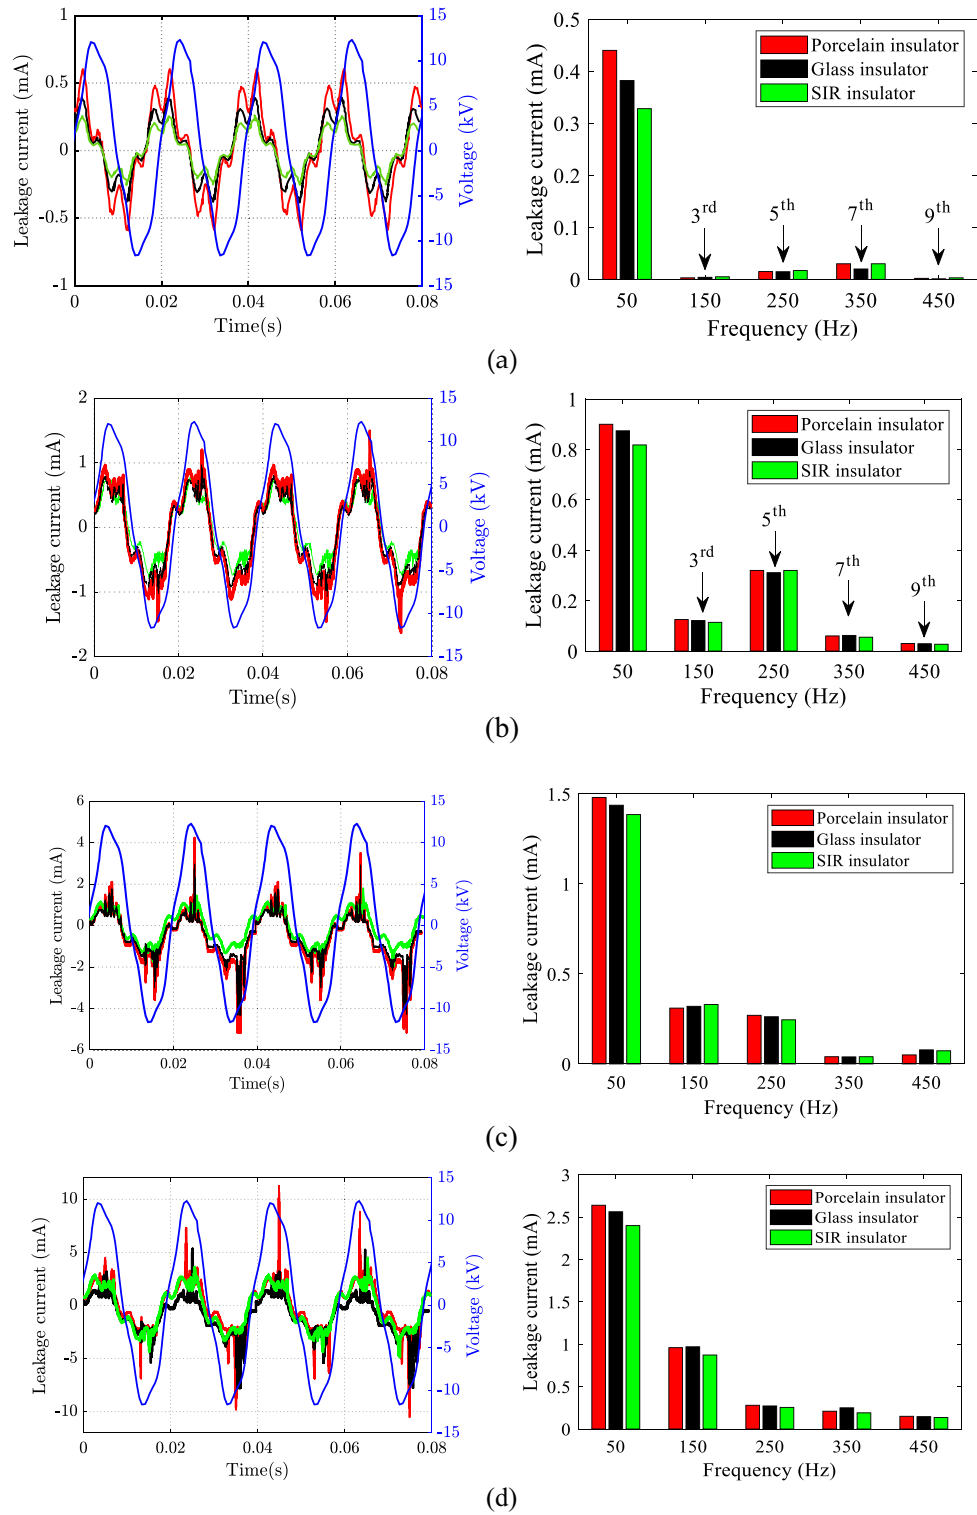 1
0.5
0
-0.5
-1
Leakage current (mA)
15
10
5
0
-5
-10
-15
Voltage (kV)
0 0.02 0.04 0.06 0.08
Time(s)
0.5
0.4
0.3
0.2
0.1
0
Leakage current (mA)
Porcelain insulator
Glass insulator
SIR insulator
3rd 5th 7th 9th
50 150 250 350 450
Frequency (Hz)
(a)
2
1
0
-1
-2
Leakage current (mA)
15
10
5
0
-5
-10
-15
Voltage (kV)
0 0.02 0.04 0.06 0.08
Time(s)
1
0.8
0.6
0.4
0.2
0
Leakage current (mA)
Porcelain insulator
Glass insulator
SIR insulator
3rd 5th 7th 9th
50 150 250 350 450
Frequency (Hz)
(b)
6
4
2
0
-2
-4
-6
Leakage current (mA)
15
10
5
0
-5
-10
-15
Voltage (kV)
0 0.02 0.04 0.06 0.08
Time(s)
1.5
1
0.5
0
Leakage current (mA)
Porcelain insulator
Glass insulator
SIR insulator
50 150 250 350 450
Frequency (Hz)
(c)
10
5
0
-5
-10
Leakage current (mA)
15
10
5
0
-5
-10
-15
Voltage (kV)
0 0.02 0.04 0.06 0.08
Time(s)
3
2.5
2
1.5
1
0.5
0
Leakage current (mA)
Porcelain insulator
Glass insulator
SIR insulator
50 150 250 350 450
Frequency (Hz)
(d)